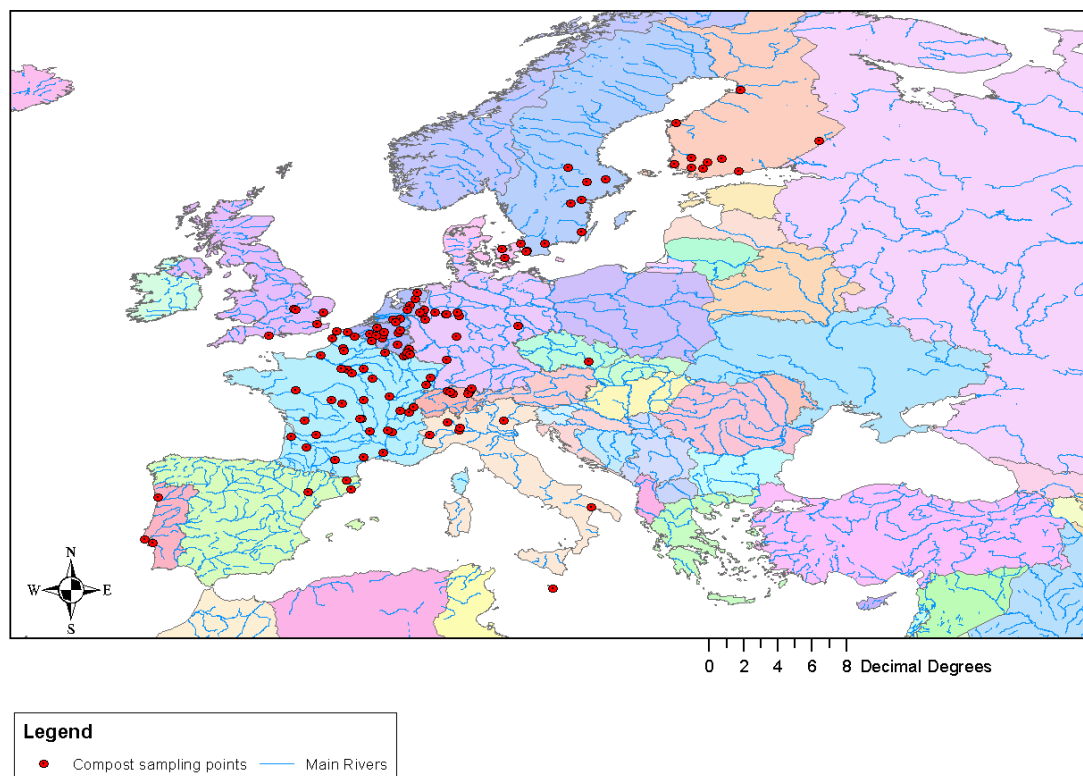 N
W E
S
0 2 4 6 8 Decimal Degrees
Legend
Compost sampling points Main Rivers